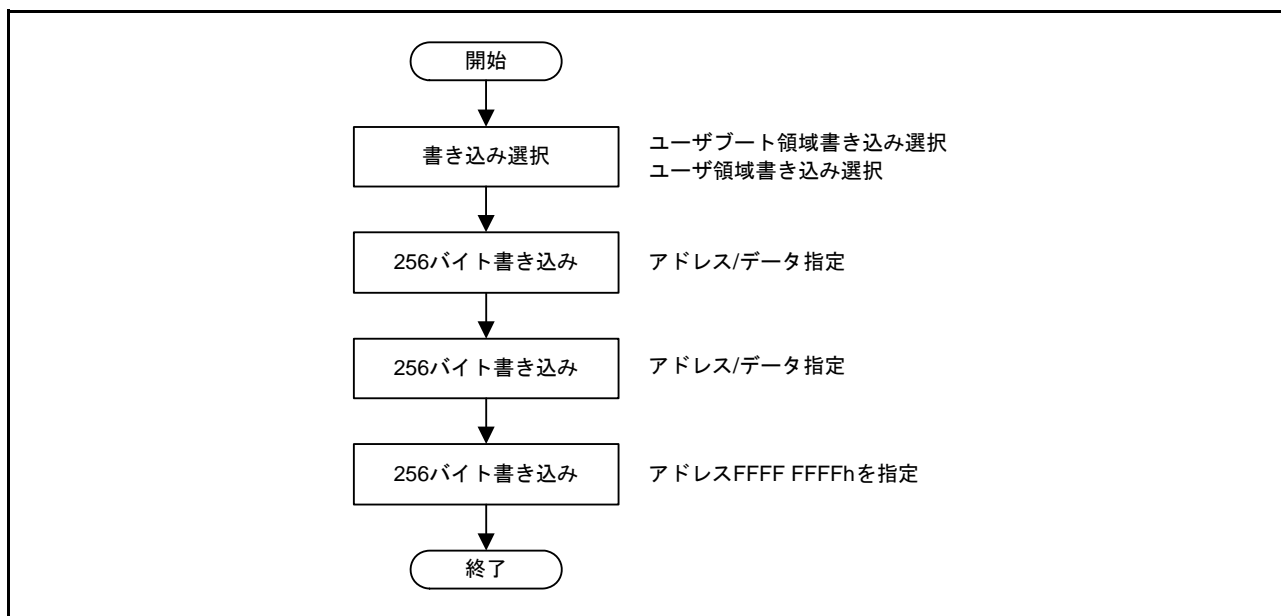 開始
書き込み選択
ユーザブート領域書き込み選択
ユーザ領域書き込み選択
256バイト書き込み
アドレス/データ指定
256バイト書き込み
アドレス/データ指定
256バイト書き込み
アドレスFFFF FFFFhを指定
終了